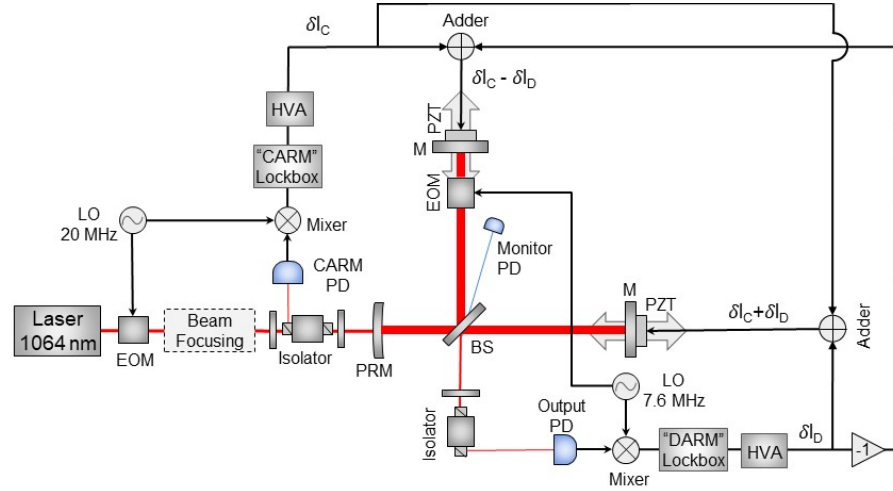 δl_C
Adder
δl_C - δl_D
HVA
PZT
M
"CARM"
Lockbox
EOM
LO
20 MHz
Mixer
Monitor
PD
CARM
PD
M
PZT
δl_C+δl_D
Adder
Laser
1064 nm
Beam
Focusing
EOM
Isolator
PRM
BS
LO
7.6 MHz
Output
PD
Isolator
"DARM"
Lockbox
HVA
δl_D
-1
Mixer